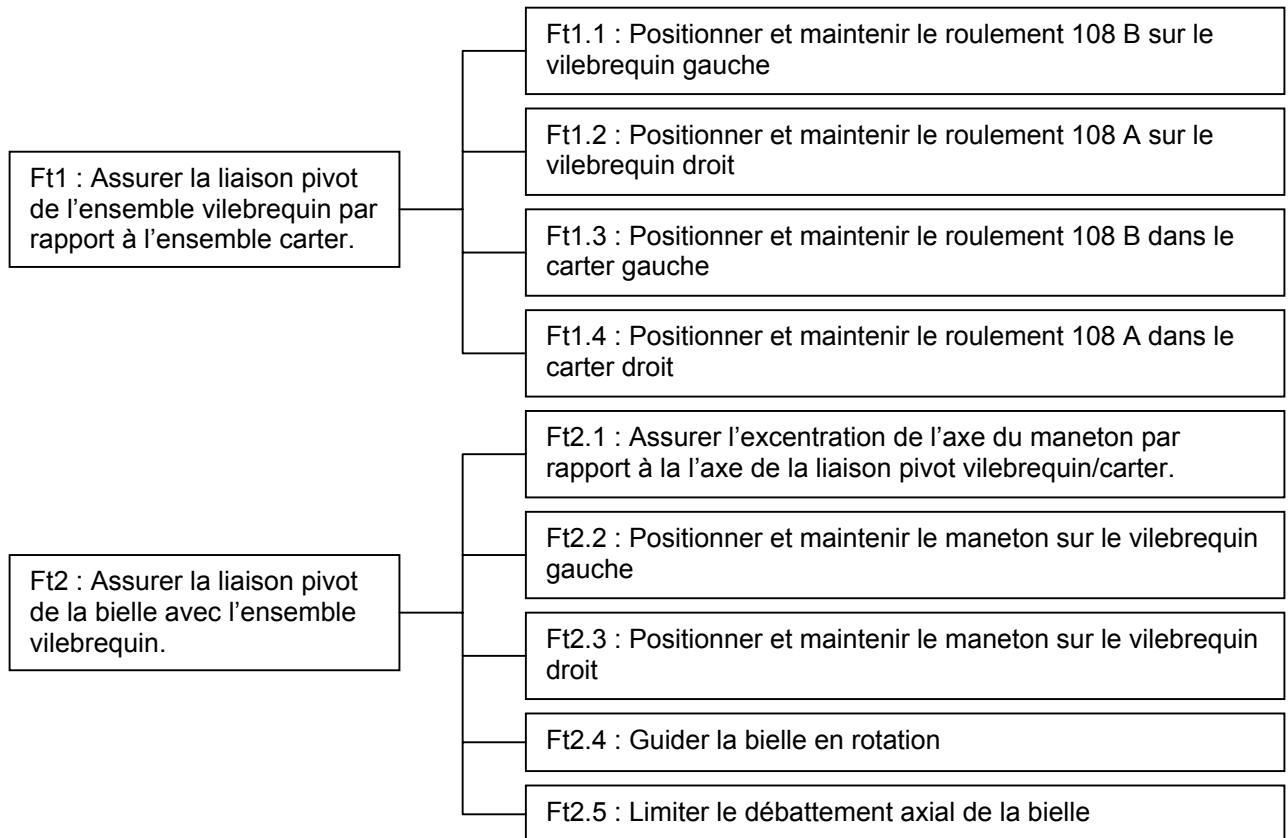 Ft1 : Assurer la liaison pivot
de l’ensemble vilebrequin par
rapport à l’ensemble carter.
Ft1.1 : Positionner et maintenir le roulement 108 B sur le
vilebrequin gauche
Ft1.2 : Positionner et maintenir le roulement 108 A sur le
vilebrequin droit
Ft1.3 : Positionner et maintenir le roulement 108 B dans le
carter gauche
Ft1.4 : Positionner et maintenir le roulement 108 A dans le
carter droit
Ft2 : Assurer la liaison pivot
de la bielle avec l’ensemble
vilebrequin.
Ft2.1 : Assurer l’excentration de l’axe du maneton par
rapport à la l’axe de la liaison pivot vilebrequin/carter.
Ft2.2 : Positionner et maintenir le maneton sur le vilebrequin
gauche
Ft2.3 : Positionner et maintenir le maneton sur le vilebrequin
droit
Ft2.4 : Guider la bielle en rotation
Ft2.5 : Limiter le débattement axial de la bielle